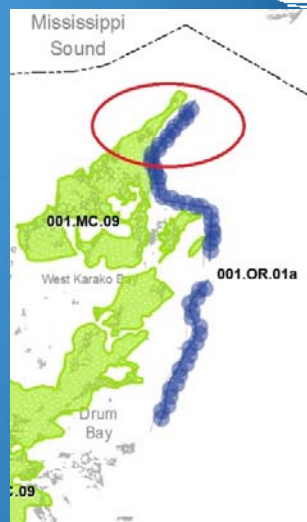 Mississippi
Sound
001.MC.09
001.OR.01a
West Karako Bay
Drum
Bay
C.09